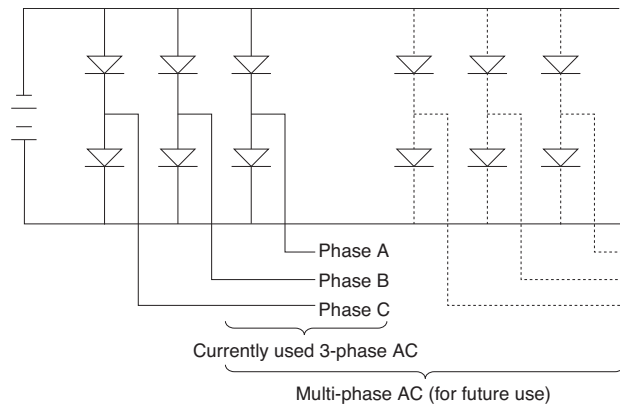 Phase A
Phase B
Phase C
Currently used 3-phase AC
Multi-phase AC (for future use)